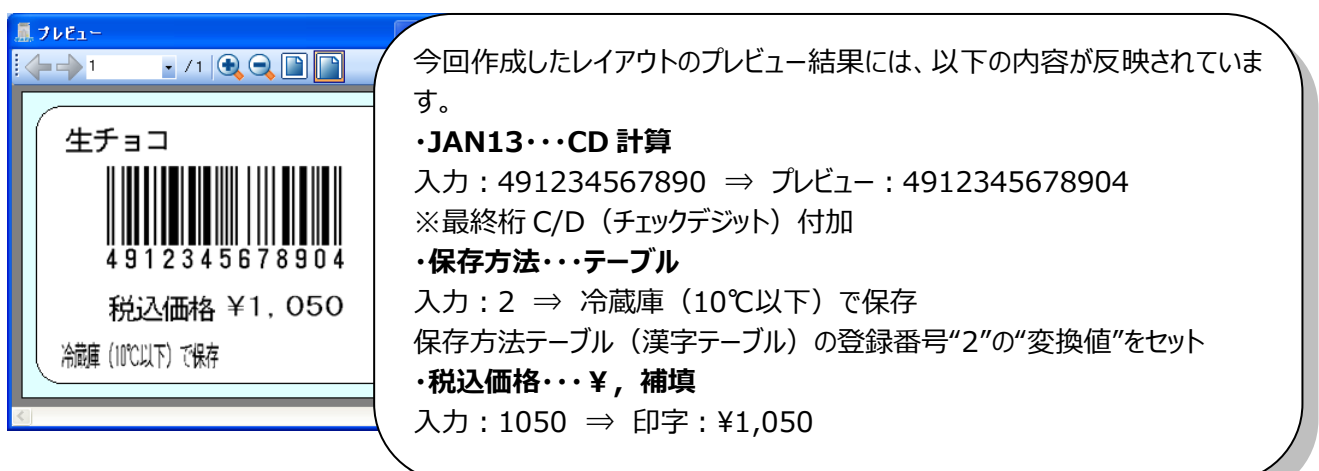 プレビュー
1 /1
生チョコ
4912345678904
税込価格 ¥1,050
冷蔵庫(10℃以下)で保存
今回作成したレイアウトのプレビュー結果には、以下の内容が反映されていま
す。
・JAN13・・・CD 計算
入力:491234567890 ⇒ プレビュー:4912345678904
※最終桁 C/D(チェックデジット)付加
・保存方法・・・テーブル
入力:2 ⇒ 冷蔵庫(10℃以下)で保存
保存方法テーブル(漢字テーブル)の登録番号“2”の“変換値”をセット
・税込価格・・・¥, 補填
入力:1050 ⇒ 印字:¥1,050